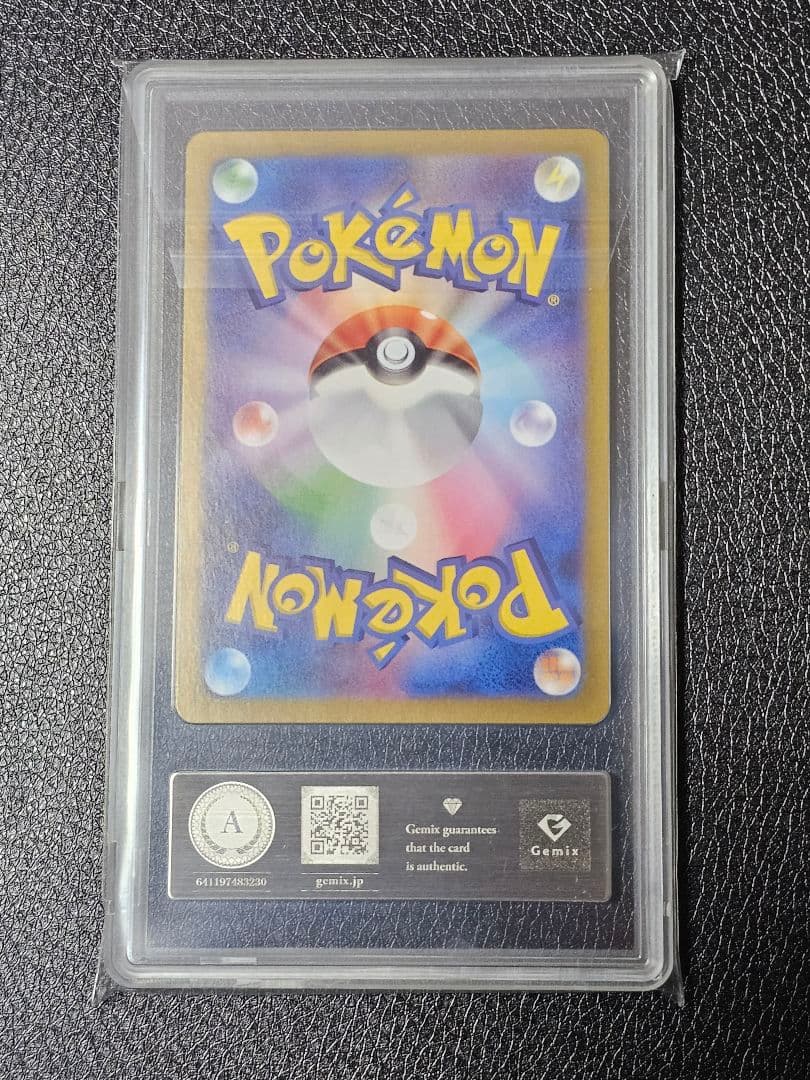 POKéMON
®
®
POKéMON
A
641197483230
gemix.jp
Gemix guarantees
that the card
is authentic.
Gemix